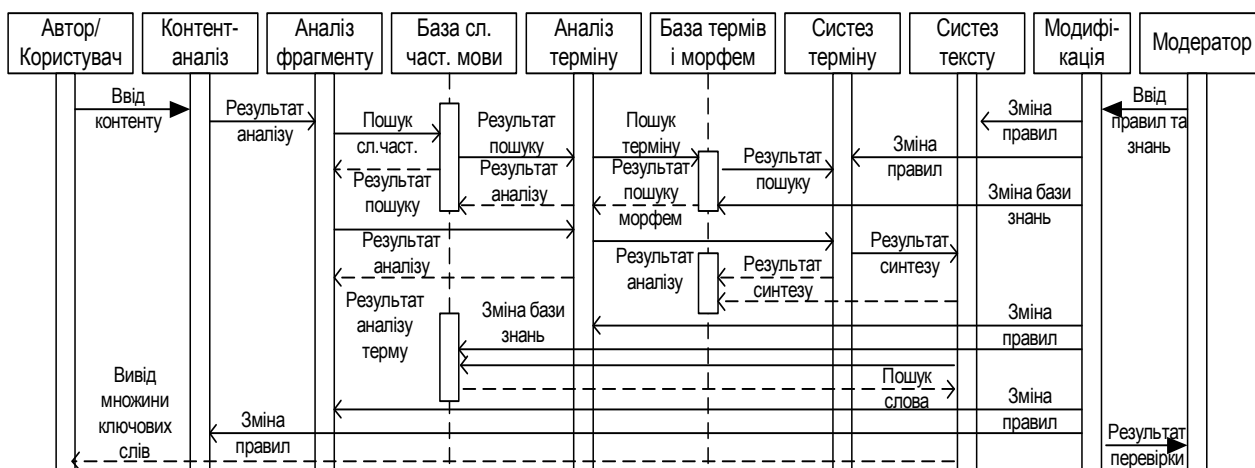 Автор/
Користувач
Контент-
аналіз
Аналіз
фрагменту
База сл.
част. мови
Аналіз
терміну
База термів
і морфем
Систез
терміну
Систез
тексту
Модифі-
кація
Модератор
Ввід
контенту
Результат
аналізу
Пошук
сл.част.
Результат
пошуку
Пошук
терміну
Результат
пошуку
Зміна
правил
Зміна
правил
Ввід
правил та
знань
Результат
пошуку
Результат
аналізу
Результат
пошуку
морфем
Зміна бази
знань
Результат
аналізу
Результат
аналізу
Результат
синтезу
Результат
синтезу
Результат
аналізу
терму
Зміна бази
знань
Зміна
правил
Пошук
слова
Зміна
правил
Вивід
множини
ключових
слів
Зміна
правил
Результат
перевірки